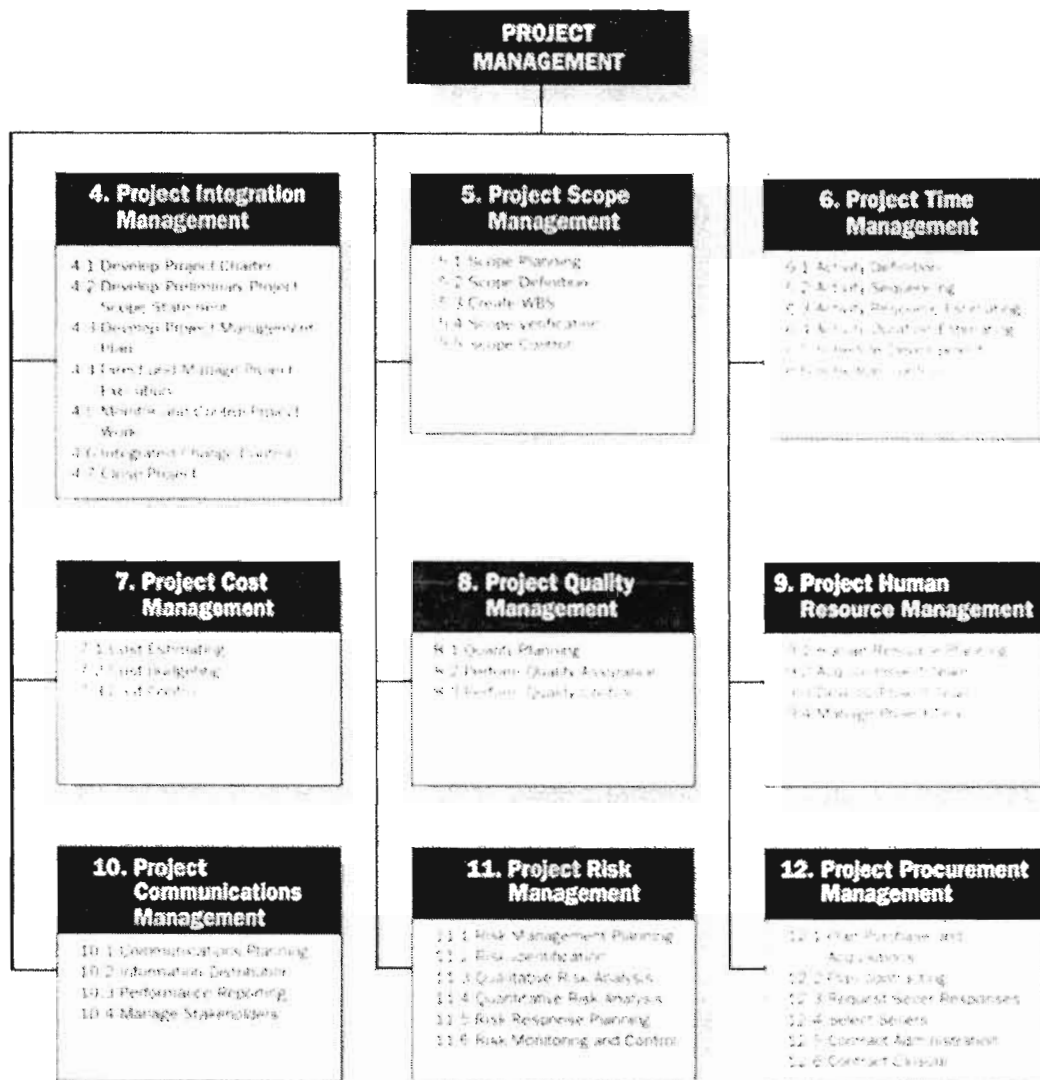 PROJECT
MANAGEMENT
4. Project Integration
Management
4.1 Develop Project Charter
4.2 Develop Preliminary Project
Scope Statement
4.3 Develop Project Management
Plan
4.4 Direct and Manage Project
Execution
4.5 Monitor and Control Project
Work
4.6 Integrated Change Control
4.7 Close Project
5. Project Scope
Management
5.1 Scope Planning
5.2 Scope Definition
5.3 Create WBS
5.4 Scope Verification
5.5 Scope Control
6. Project Time
Management
6.1 Activity Definition
6.2 Activity Sequencing
6.3 Activity Resource Estimating
6.4 Activity Duration Estimating
Schedule Development
7. Project Cost
Management
7.1 Cost Estimating
7.2 Cost Budgeting
Cost Control
8. Project Quality
Management
8.1 Quality Planning
8.2 Perform Quality Assurance
8.3 Perform Quality Control
9. Project Human
Resource Management
9.1 Human Resource Planning
9.2 Acquire Project Team
9.3 Develop Project Team
9.4 Manage Project Team
10. Project
Communications
Management
10.1 Communications Planning
10.2 Information Distribution
10.3 Performance Reporting
10.4 Manage Stakeholders
11. Project Risk
Management
11.1 Risk Management Planning
11.2 Risk Identification
11.3 Qualitative Risk Analysis
11.4 Quantitative Risk Analysis
11.5 Risk Response Planning
11.6 Risk Monitoring and Control
12. Project Procurement
Management
12.1 Plan Purchase and
Acquisitions
12.2 Plan Contracting
12.3 Request Seller Responses
12.4 Select Sellers
12.5 Contract Administration
12.6 Contract Closure